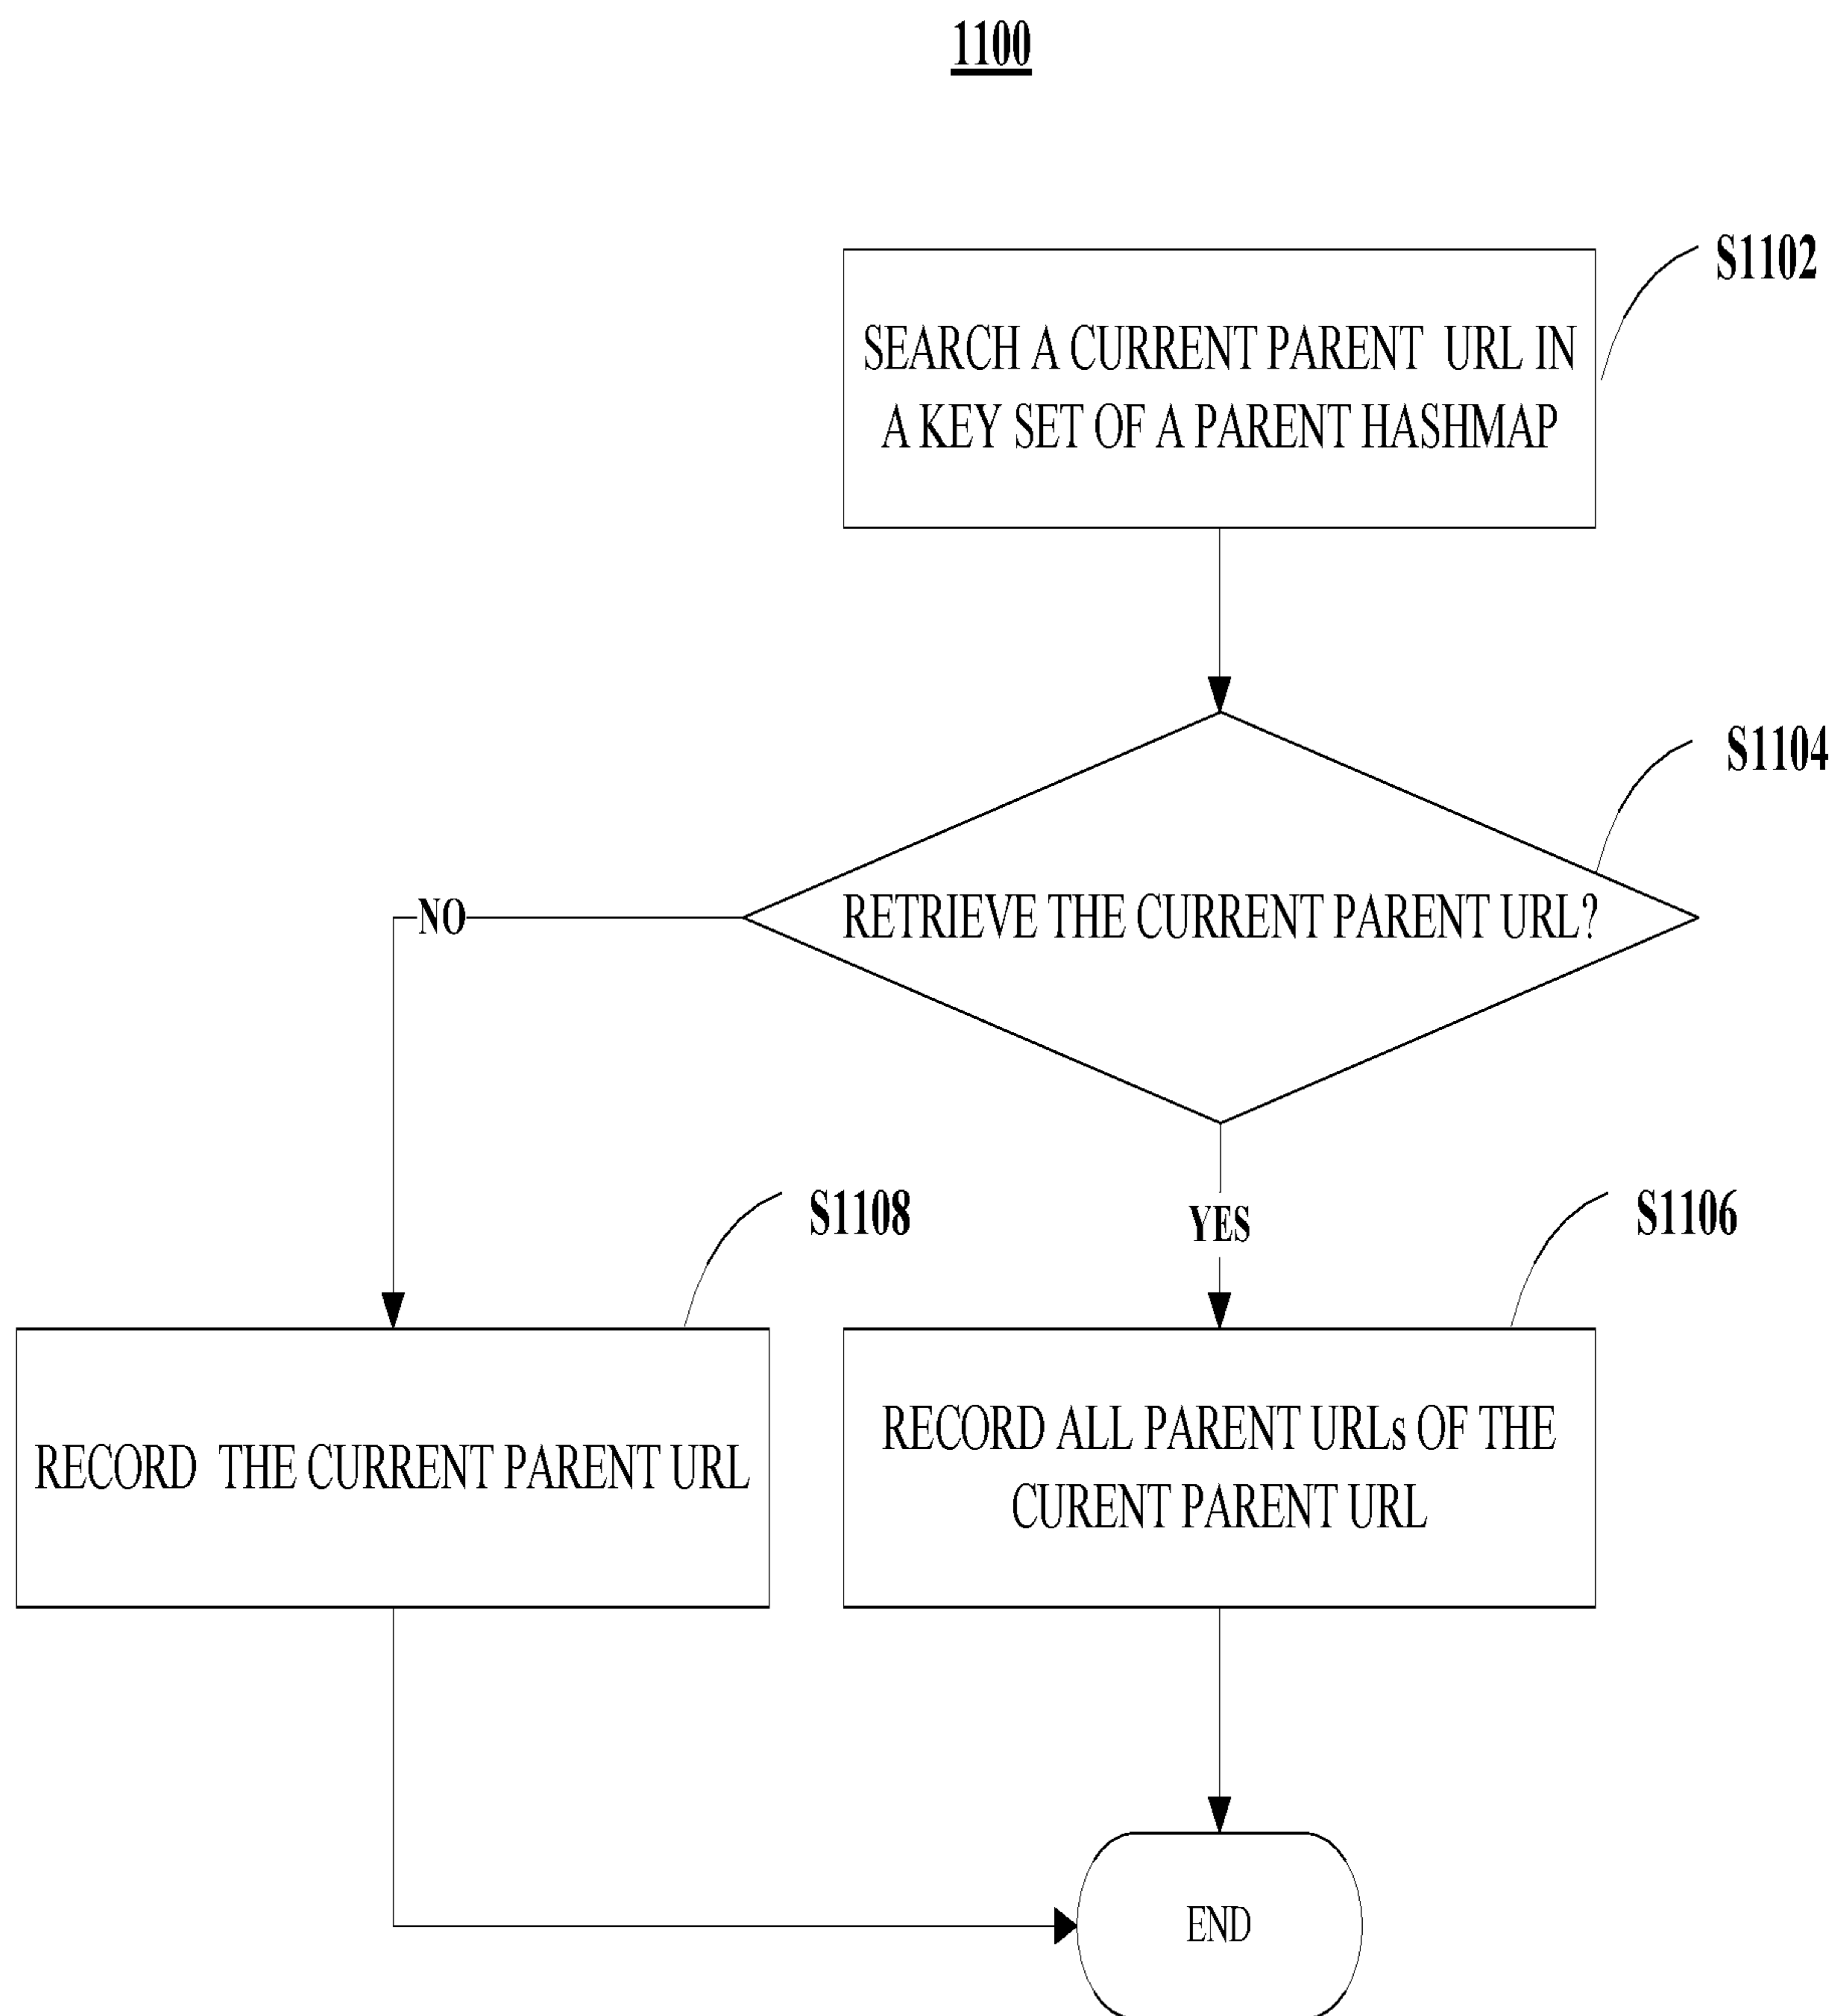 1100
S1102
SEARCH A CURRENT PARENT URL IN
A KEY SET OF A PARENT HASHMAP
S1104
RETRIEVE THE CURRENT PARENT URL?
NO
YES
S1108
S1106
RECORD THE CURRENT PARENT URL
RECORD ALL PARENT URLs OF THE
CURENT PARENT URL
END